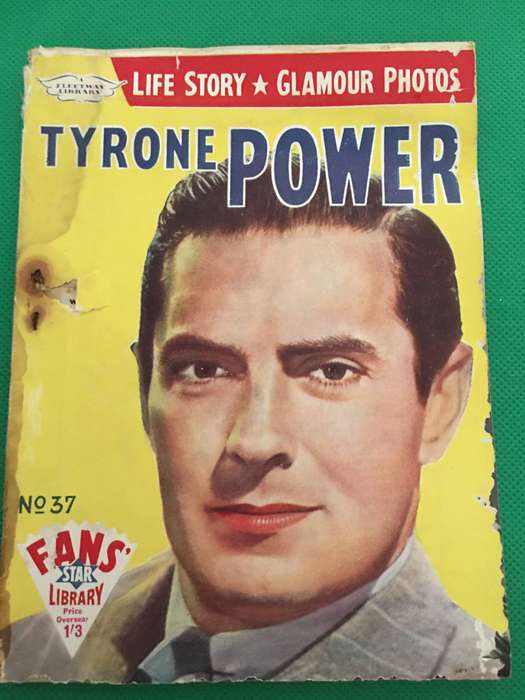 A
FLEETWAY
LIBRARY
LIFE STORY ★ GLAMOUR PHOTOS
TYRONE POWER
No 37
FANS'
STAR
LIBRARY
Price
Overseas
1/3